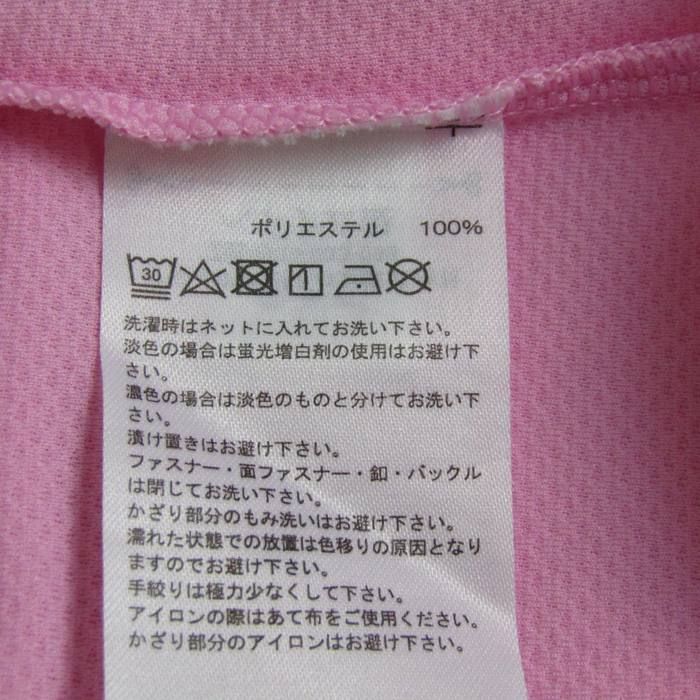 ポリエステル 100%
30
洗濯時はネットに入れてお洗い下さい。
淡色の場合は蛍光増白剤の使用はお避け下
さい。
濃色の場合は淡色のものと分けてお洗い下
さい。
漬け置きはお避け下さい。
ファスナー・面ファスナー・釦・バックル
は閉じてお洗い下さい。
かざり部分のもみ洗いはお避け下さい。
濡れた状態での放置は色移りの原因となり
ますのでお避け下さい。
手絞りは極力少なくして下さい。
アイロンの際はあて布をご使用ください。
かざり部分のアイロンはお避け下さい。